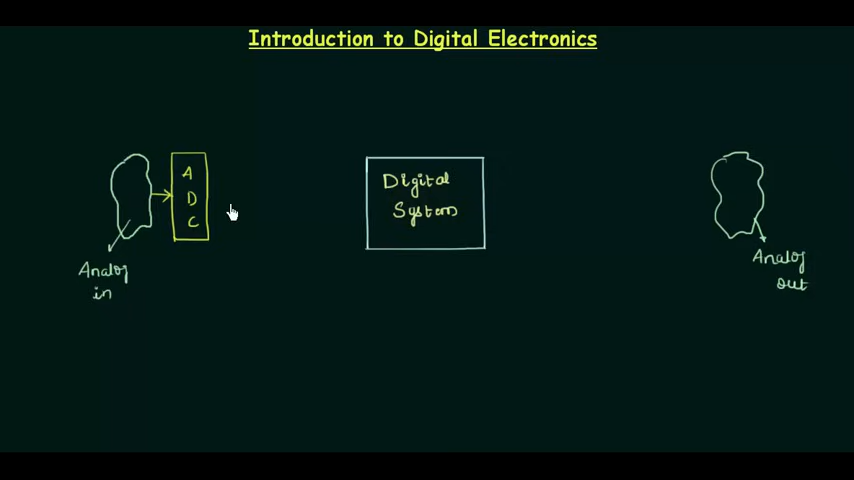 Introduction to Digital Electronics
A
D
C
Digital
System
Analog
in
Analog
out